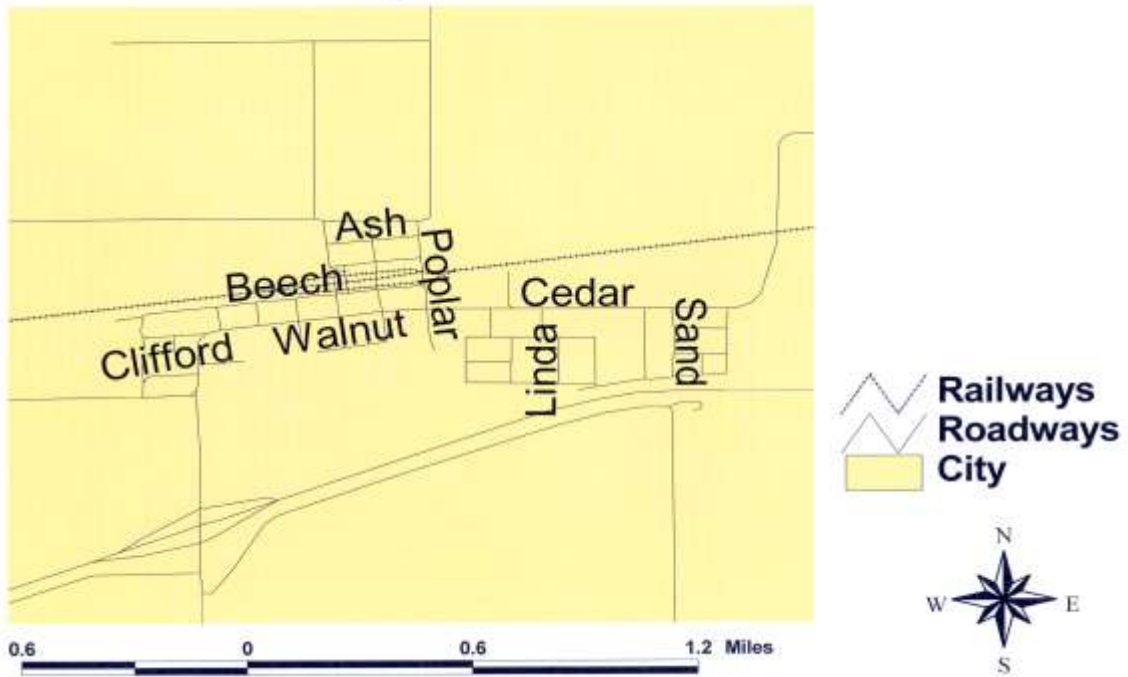 Ash
Poplar
Beech
Cedar
Walnut
Sand
Clifford
Linda
Railways
Roadways
City
N
W E
S
0.6 0 0.6 1.2 Miles